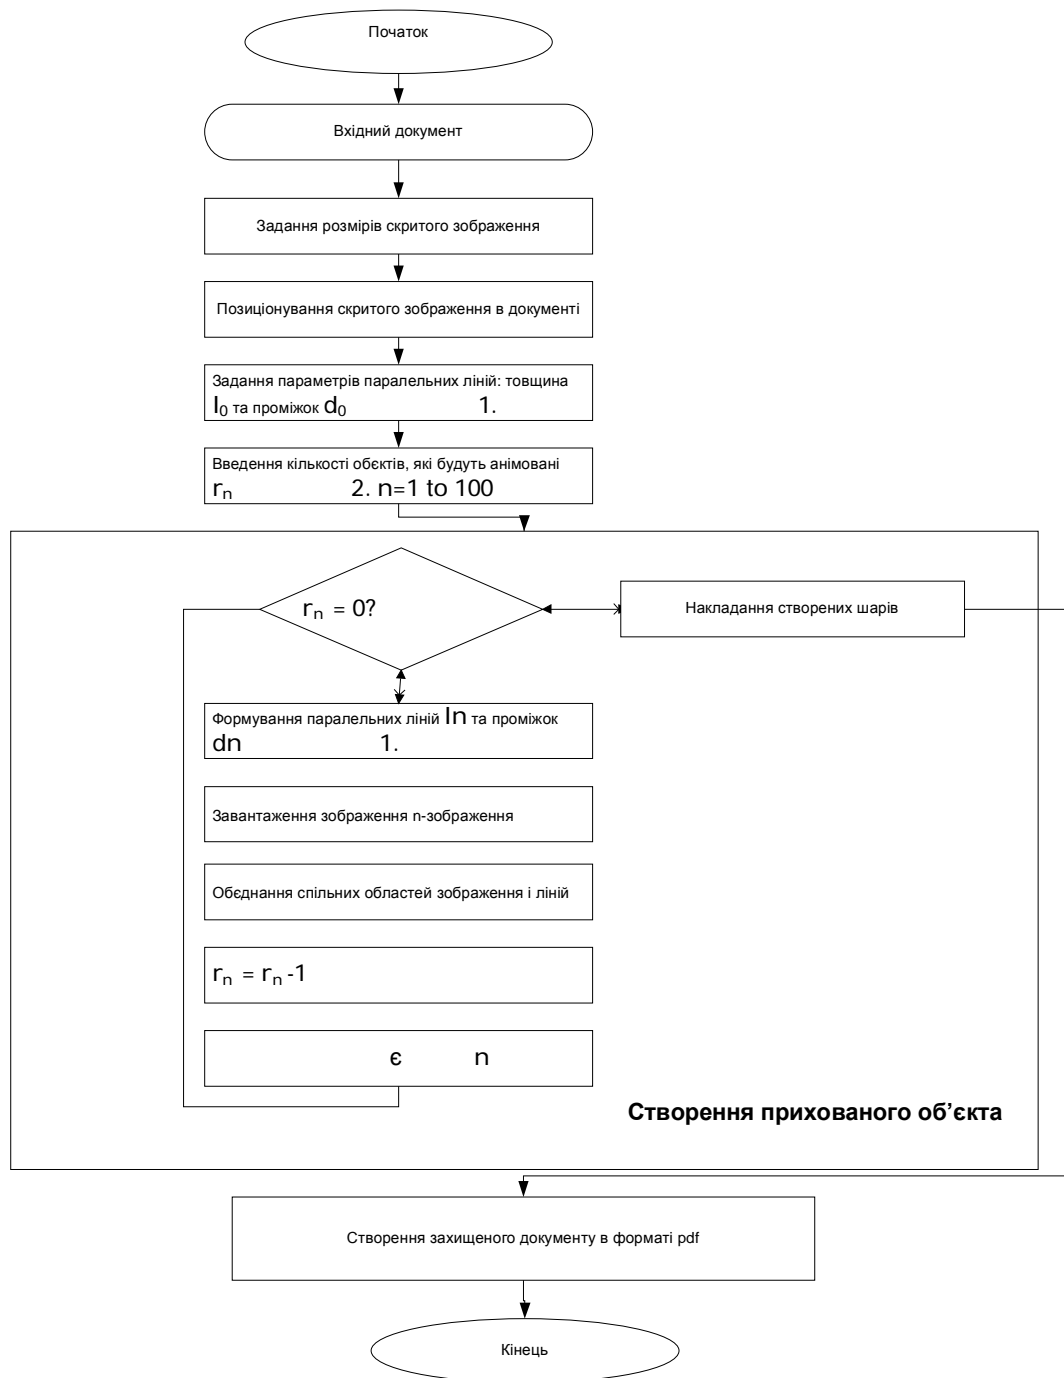 Початок
Вхідний документ
Задання розмірів скритого зображення
Позиціонування скритого зображення в документі
Задання параметрів паралельних ліній: товщина
l₀ та проміжок d₀ 1.
Введення кількості обєктів, які будуть анімовані
rₙ 2. n=1 to 100
rₙ = 0?
Накладання створених шарів
Формування паралельних ліній ln та проміжок
dn 1.
Завантаження зображення n-зображення
Обєднання спільних областей зображення і ліній
rₙ = rₙ -1
є n
Створення прихованого об’єкта
Створення захищеного документу в форматі pdf
Кінець